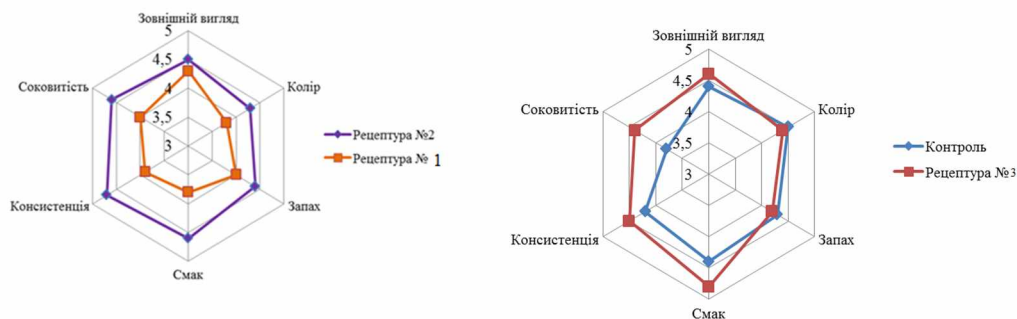 Зовнішній вигляд
5
4,5
4
3,5
3
Колір
Запах
Смак
Консистенція
Соковитість
Рецептура №2
Рецептура № 1
Зовнішній вигляд
5
4,5
4
3,5
3
Колір
Запах
Смак
Консистенція
Соковитість
Контроль
Рецептура №3